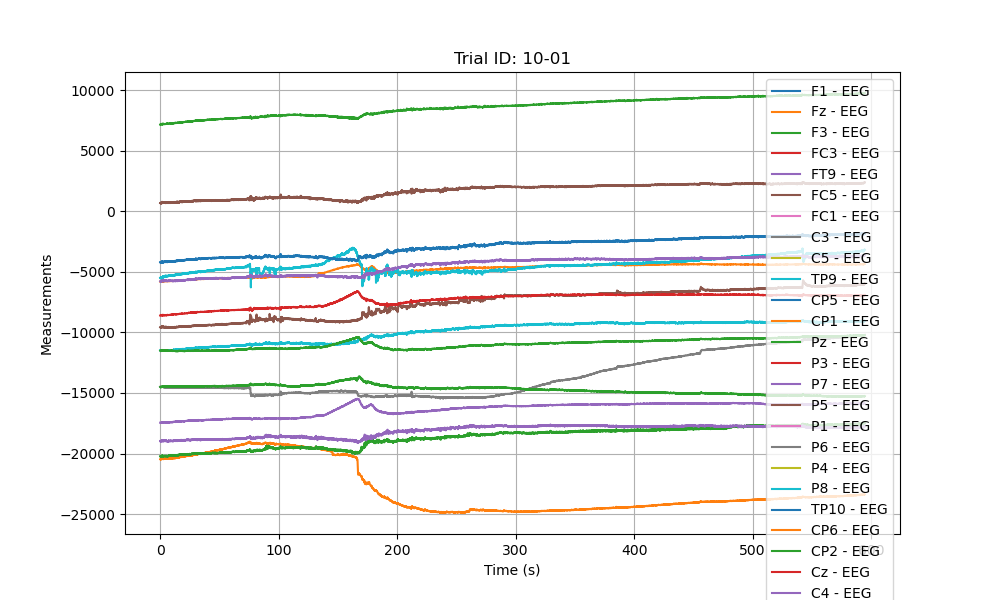 Trial ID: 10-01
10000
5000
0
−5000
−10000
−15000
−20000
−25000
Measurements
0
100
200
300
400
500
Time (s)
F1 - EEG
Fz - EEG
F3 - EEG
FC3 - EEG
FT9 - EEG
FC5 - EEG
FC1 - EEG
C3 - EEG
C5 - EEG
TP9 - EEG
CP5 - EEG
CP1 - EEG
Pz - EEG
P3 - EEG
P7 - EEG
P5 - EEG
P1 - EEG
P6 - EEG
P4 - EEG
P8 - EEG
TP10 - EEG
CP6 - EEG
CP2 - EEG
Cz - EEG
C4 - EEG